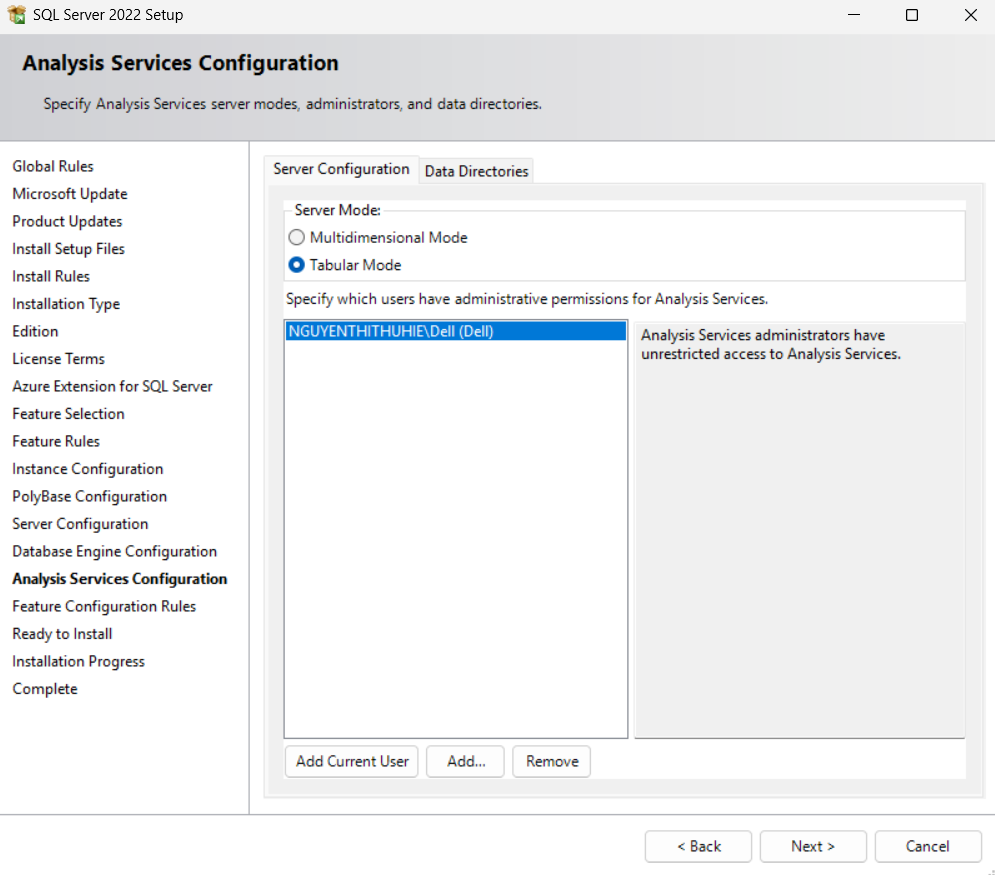 SQL Server 2022 Setup
Analysis Services Configuration
Specify Analysis Services server modes, administrators, and data directories.
Global Rules
Microsoft Update
Product Updates
Install Setup Files
Install Rules
Installation Type
Edition
License Terms
Azure Extension for SQL Server
Feature Selection
Feature Rules
Instance Configuration
PolyBase Configuration
Server Configuration
Database Engine Configuration
Analysis Services Configuration
Feature Configuration Rules
Ready to Install
Installation Progress
Complete
Server Configuration
Data Directories
Server Mode:
Multidimensional Mode
Tabular Mode
Specify which users have administrative permissions for Analysis Services.
NGUYENTHITHUHIE\Dell (Dell)
Analysis Services administrators have
unrestricted access to Analysis Services.
Add Current User
Add...
Remove
< Back
Next >
Cancel